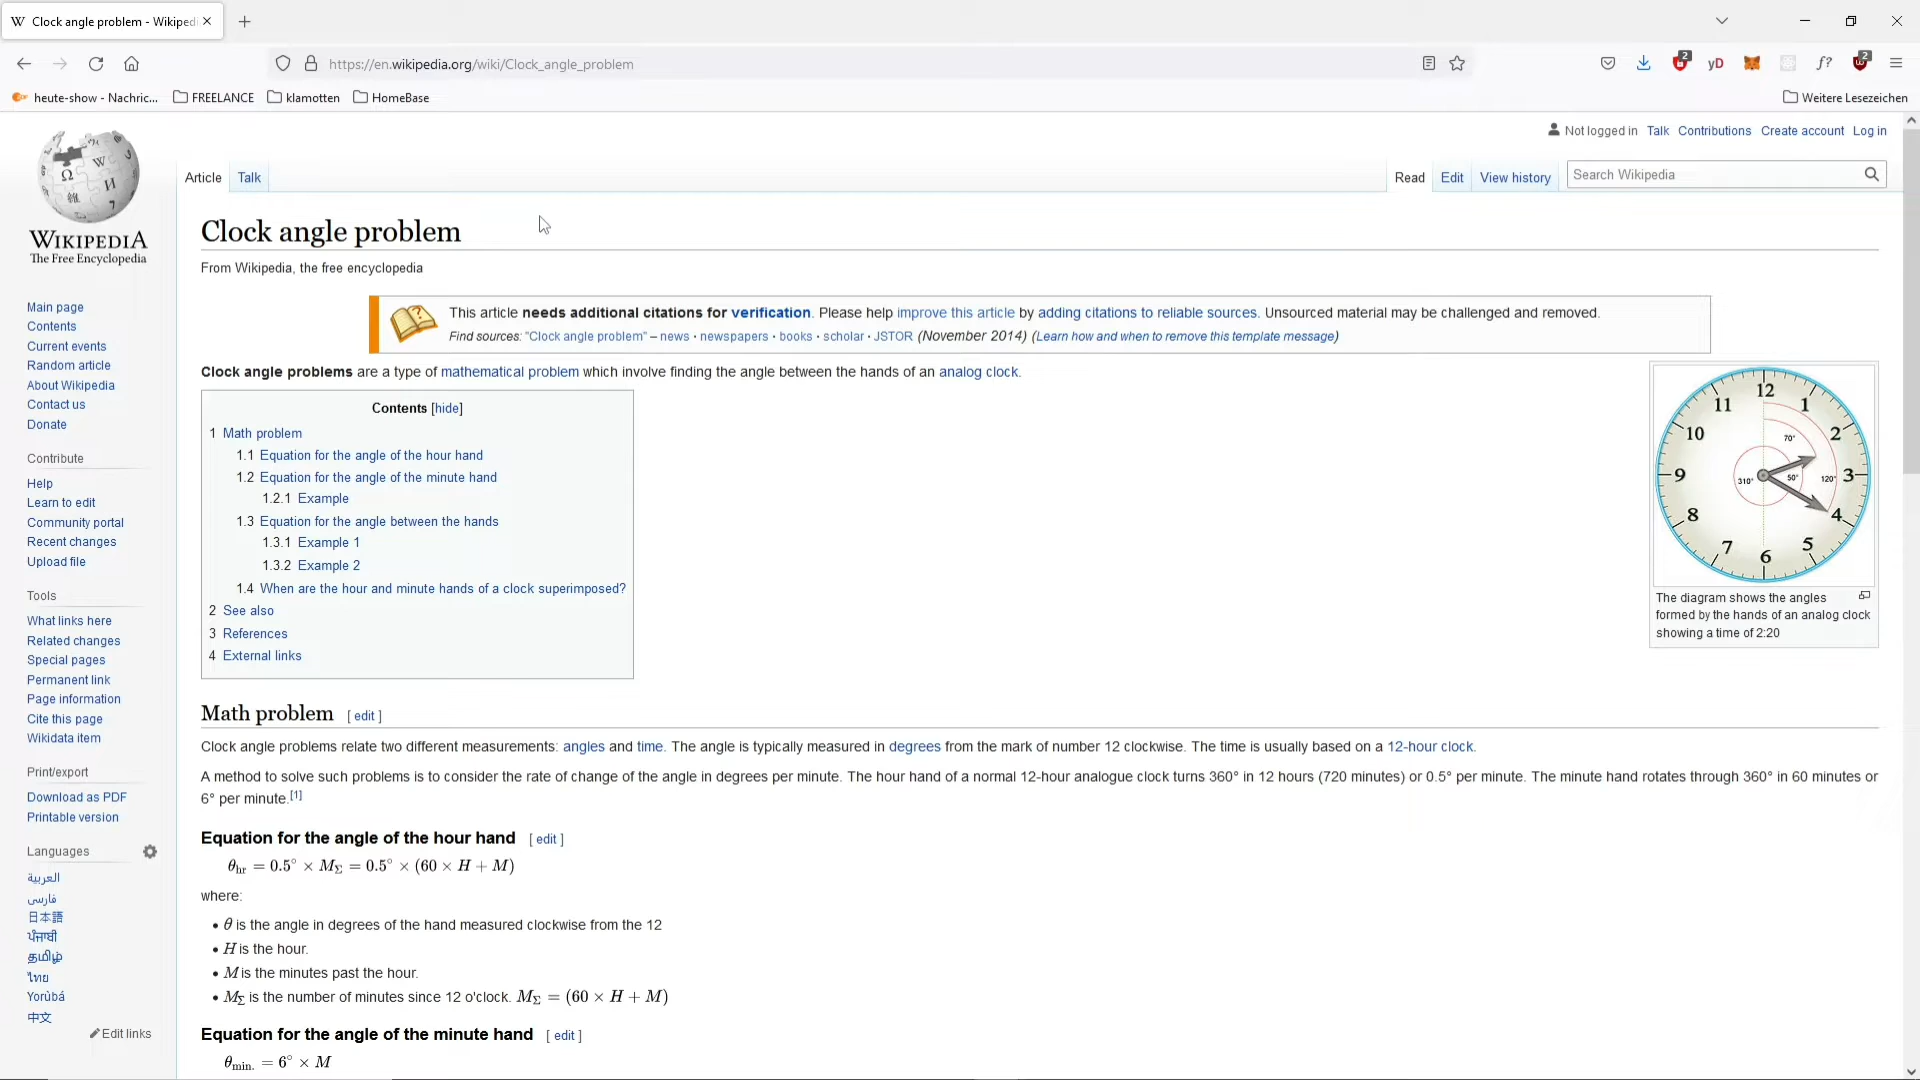 Clock angle problem - Wikiped
https://en.wikipedia.org/wiki/Clock_angle_problem
2
yD
f?
2
heute-show - Nachric...
FREELANCE
klamotten
HomeBase
Weitere Lesezeichen
Not logged in Talk Contributions Create account Log in
Article Talk
Read Edit View history
Search Wikipedia
WIKIPEDIA
The Free Encyclopedia
Main page
Contents
Current events
Random article
About Wikipedia
Contact us
Donate
Contribute
Help
Learn to edit
Community portal
Recent changes
Upload file
Tools
What links here
Related changes
Special pages
Permanent link
Page information
Cite this page
Wikidata item
Print/export
Download as PDF
Printable version
Languages
العربية
فارسی
日本語
ਪੰਜਾਬੀ
தமிழ்
ไทย
Yorùbá
中文
Edit links
Clock angle problem
From Wikipedia, the free encyclopedia
This article needs additional citations for verification. Please help improve this article by adding citations to reliable sources. Unsourced material may be challenged and removed.
Find sources: "Clock angle problem" – news · newspapers · books · scholar · JSTOR (November 2014) (Learn how and when to remove this template message)
Clock angle problems are a type of mathematical problem which involve finding the angle between the hands of an analog clock.
Contents [hide]
1 Math problem
1.1 Equation for the angle of the hour hand
1.2 Equation for the angle of the minute hand
1.2.1 Example
1.3 Equation for the angle between the hands
1.3.1 Example 1
1.3.2 Example 2
1.4 When are the hour and minute hands of a clock superimposed?
2 See also
3 References
4 External links
12
11 1
10 2
9 3
8 4
7 5
6
70°
310° 50° 120°
The diagram shows the angles
formed by the hands of an analog clock
showing a time of 2:20
Math problem [ edit ]
Clock angle problems relate two different measurements: angles and time. The angle is typically measured in degrees from the mark of number 12 clockwise. The time is usually based on a 12-hour clock.
A method to solve such problems is to consider the rate of change of the angle in degrees per minute. The hour hand of a normal 12-hour analogue clock turns 360° in 12 hours (720 minutes) or 0.5° per minute. The minute hand rotates through 360° in 60 minutes or
6° per minute.[1]
Equation for the angle of the hour hand [ edit ]
θhr = 0.5° × MΣ = 0.5° × (60 × H + M)
where:
• θ is the angle in degrees of the hand measured clockwise from the 12
• H is the hour.
• M is the minutes past the hour.
• MΣ is the number of minutes since 12 o'clock. MΣ = (60 × H + M)
Equation for the angle of the minute hand [ edit ]
θmin. = 6° × M